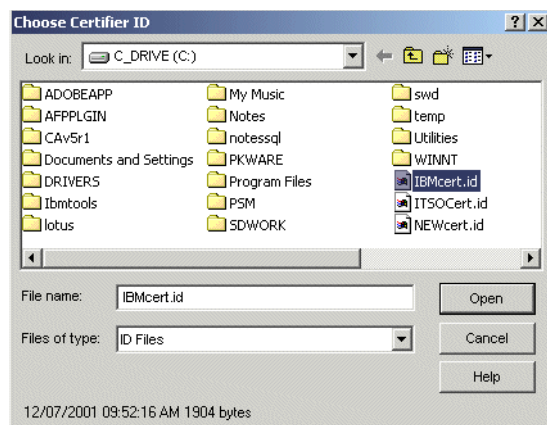 Choose Certifier ID
Look in: C_DRIVE (C:)
ADOBEAPP My Music swd
AFPPLGIN Notes temp
CAv5r1 notessql Utilities
Documents and Settings PKWARE WINNT
DRIVERS Program Files IBMcert.id
Ibmtools PSM ITSOCert.id
lotus SDWORK NEWcert.id
File name: IBMcert.id Open
Files of type: ID Files Cancel
Help
12/07/2001 09:52:16 AM 1904 bytes